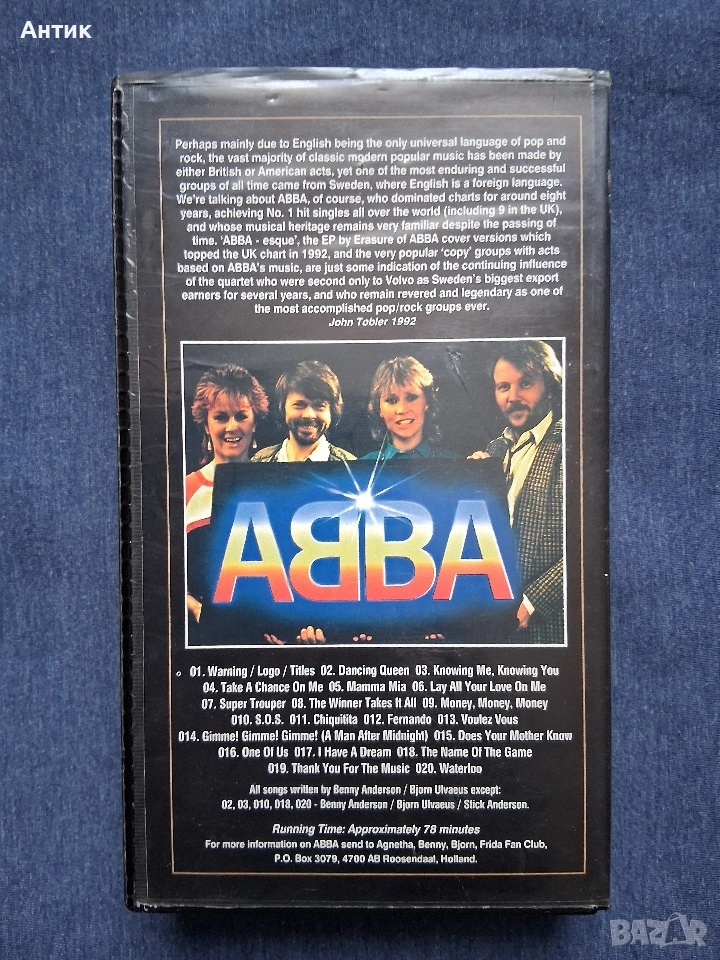 Антик
Perhaps mainly due to English being the only universal language of pop and
rock, the vast majority of classic modern popular music has been made by
either British or American acts, yet one of the most enduring and successful
groups of all time came from Sweden, where English is a foreign language.
We're talking about ABBA, of course, who dominated charts for around eight
years, achieving No. 1 hit singles all over the world (including 9 in the UK),
and whose musical heritage remains very familiar despite the passing of
time. 'ABBA - esque', the EP by Erasure of ABBA cover versions which
topped the UK chart in 1992, and the very popular 'copy' groups with acts
based on ABBA's music, are just some indication of the continuing influence
of the quartet who were second only to Volvo as Sweden's biggest export
earners for several years, and who remain revered and legendary as one of
the most accomplished pop/rock groups ever.
John Tobler 1992
ABBA
01. Warning / Logo / Titles 02. Dancing Queen 03. Knowing Me, Knowing You
04. Take A Chance On Me 05. Mamma Mia 06. Lay All Your Love On Me
07. Super Trouper 08. The Winner Takes It All 09. Money, Money, Money
010. S.O.S. 011. Chiquitita 012. Fernando 013. Voulez Vous
014. Gimme! Gimme! Gimme! (A Man After Midnight) 015. Does Your Mother Know
016. One Of Us 017. I Have A Dream 018. The Name Of The Game
019. Thank You For The Music 020. Waterloo
All songs written by Benny Anderson / Bjorn Ulvaeus except:
02, 03, 010, 018, 020 - Benny Anderson / Bjorn Ulvaeus / Stick Anderson.
Running Time: Approximately 78 minutes
For more information on ABBA send to Agnetha, Benny, Bjorn, Frida Fan Club,
P.O. Box 3079, 4700 AB Roosendaal, Holland.
BAZAR